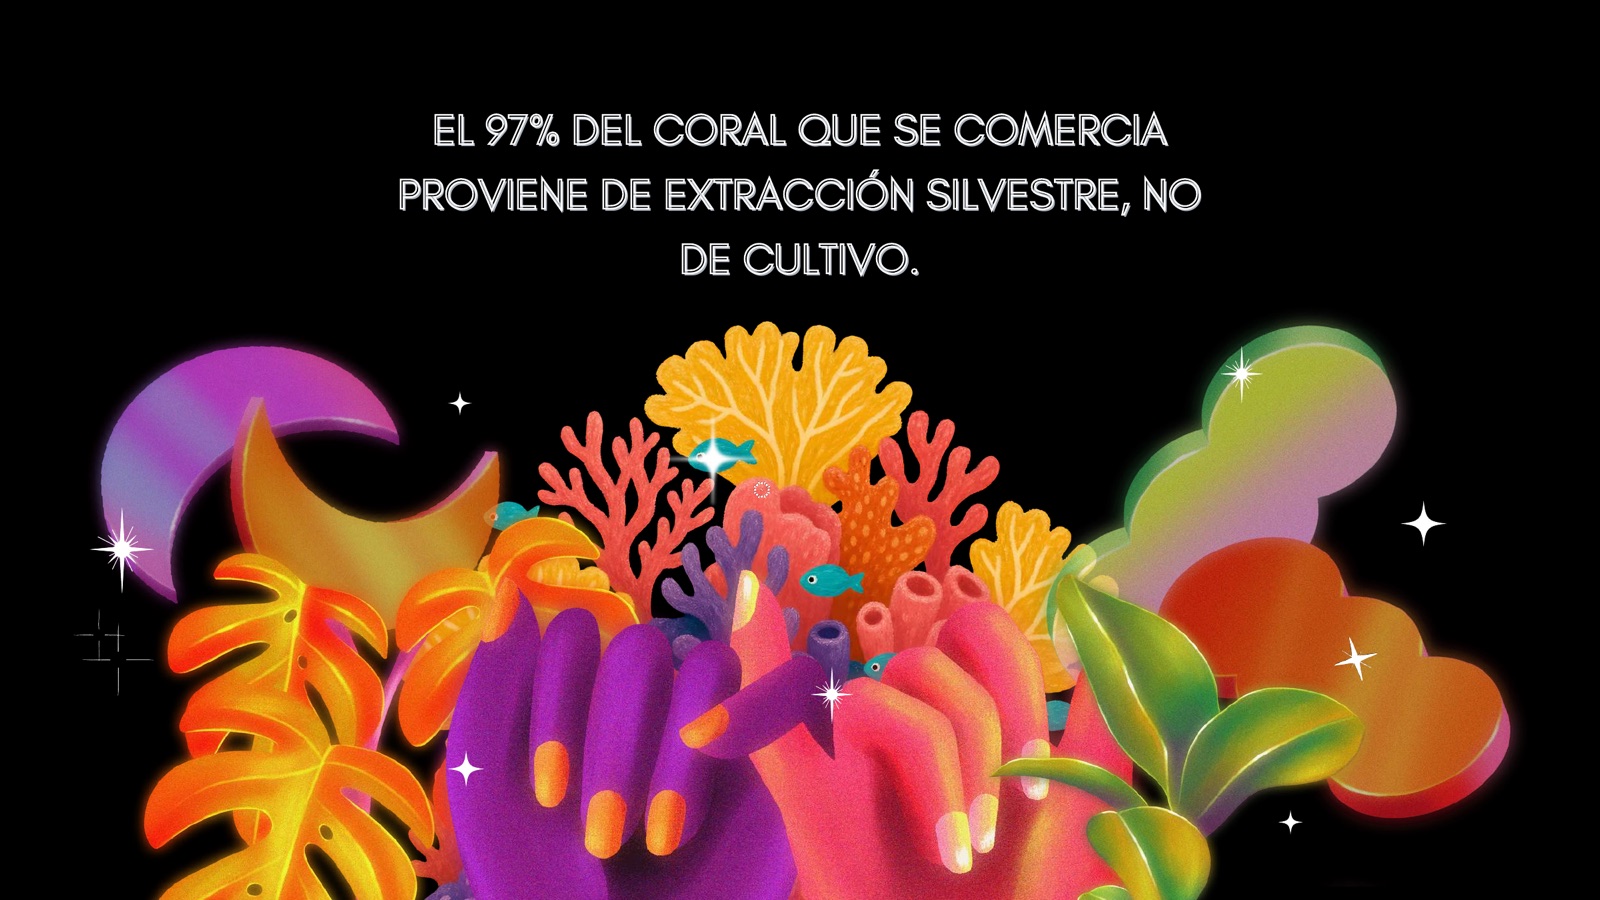 EL 97% DEL CORAL QUE SE COMERCIA
PROVIENE DE EXTRACCIÓN SILVESTRE, NO
DE CULTIVO.